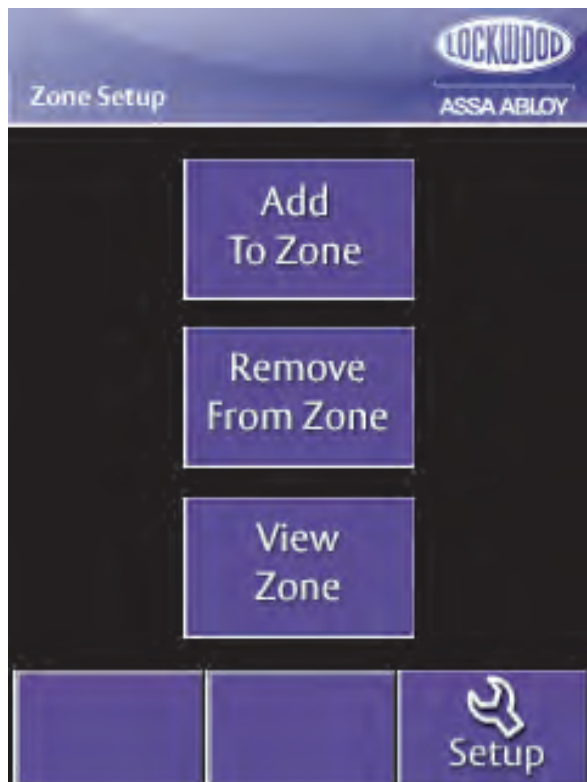 LOCKWOOD
Zone Setup
ASSA ABLOY
Add
To Zone
Remove
From Zone
View
Zone
Setup